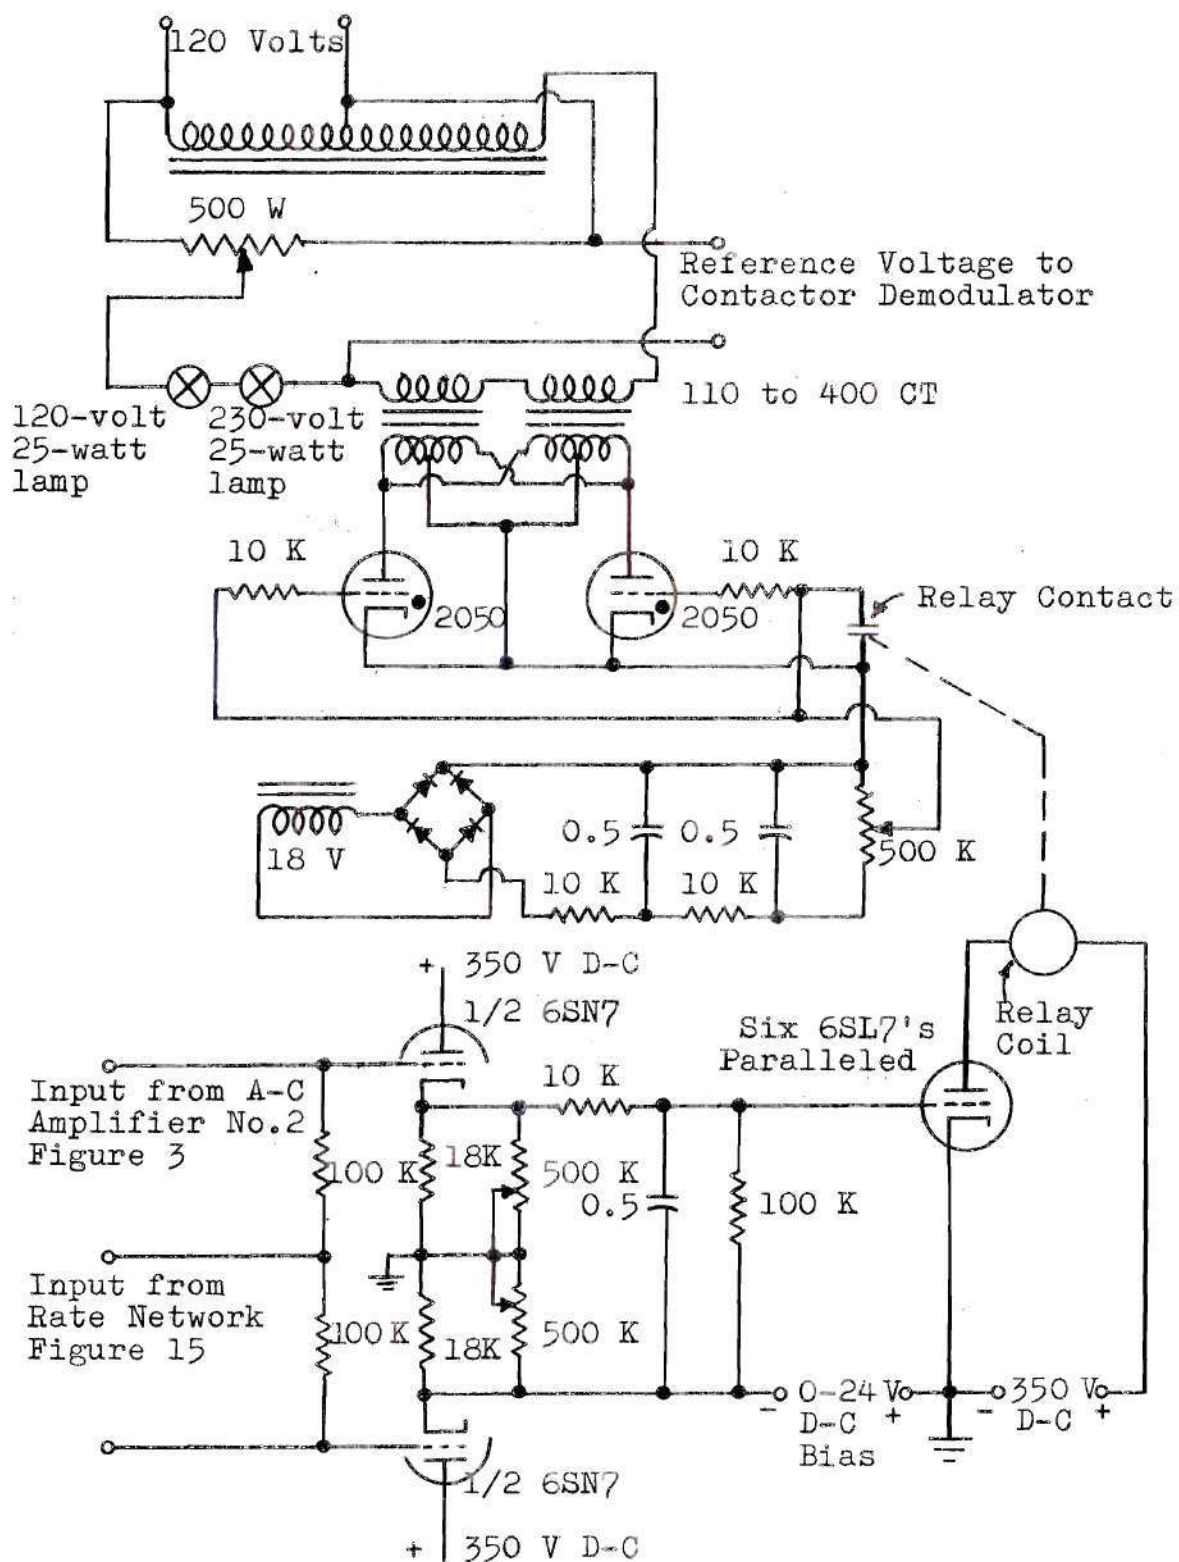 120 Volts
500 W
Reference Voltage to
Contactor Demodulator
110 to 400 CT
120-volt
25-watt
lamp
230-volt
25-watt
lamp
10 K
10 K
2050
2050
Relay Contact
18 V
0.5
0.5
500 K
10 K
10 K
+ 350 V D-C
1/2 6SN7
Six 6SL7's
Paralleled
Relay
Coil
Input from A-C
Amplifier No.2
Figure 3
10 K
100 K
18K
500 K
0.5
100 K
Input from
Rate Network
Figure 15
100 K
18K
500 K
- 0-24 V +
D-C
Bias
- 350 V +
D-C
1/2 6SN7
+ 350 V D-C